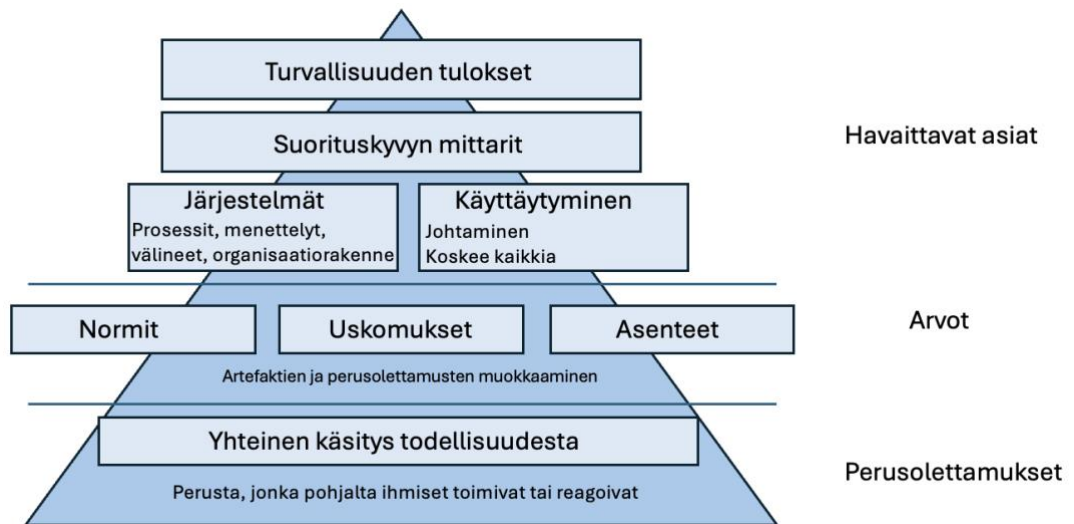 Turvallisuuden tulokset
Suorituskyvyn mittarit
Havaittavat asiat
Järjestelmät
Prosessit, menettelyt,
välineet, organisaatiorakenne
Käyttäytyminen
Johtaminen
Koskee kaikkia
Normit
Uskomukset
Asenteet
Arvot
Artefaktien ja perusolettamusten muokkaaminen
Yhteinen käsitys todellisuudesta
Perusta, jonka pohjalta ihmiset toimivat tai reagoivat
Perusolettamukset